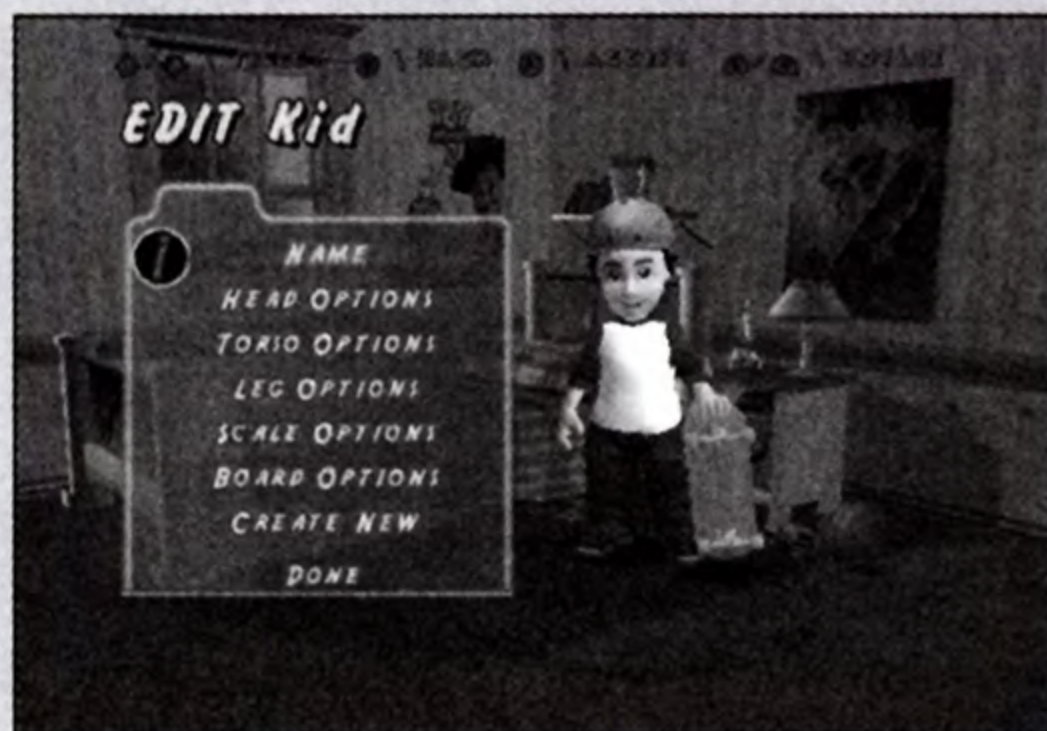 EDIT Kid
NAME
HEAD OPTIONS
TORSO OPTIONS
LEG OPTIONS
SCALE OPTIONS
BOARD OPTIONS
CREATE NEW
DONE